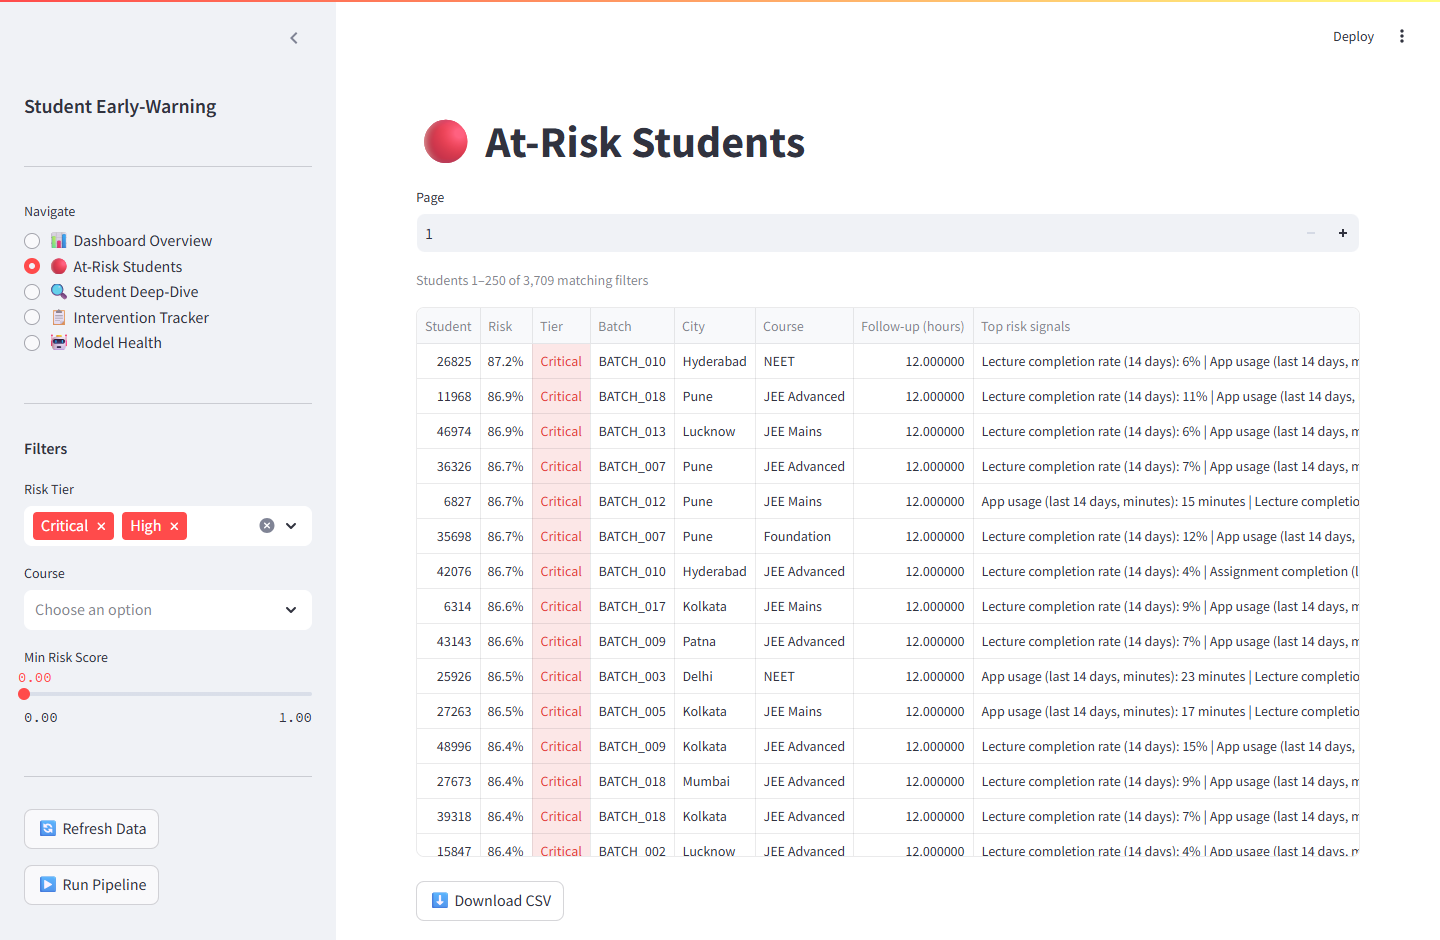 Deploy
Student Early-Warning
Navigate
Dashboard Overview
At-Risk Students
Student Deep-Dive
Intervention Tracker
Model Health
Filters
Risk Tier
Critical × High ×
Course
Choose an option
Min Risk Score
0.00
0.00 1.00
Refresh Data
Run Pipeline
At-Risk Students
Page
1
Students 1–250 of 3,709 matching filters
Student Risk Tier Batch City Course Follow-up (hours) Top risk signals
26825 87.2% Critical BATCH_010 Hyderabad NEET 12.000000 Lecture completion rate (14 days): 6% | App usage (last 14 days, m
11968 86.9% Critical BATCH_018 Pune JEE Advanced 12.000000 Lecture completion rate (14 days): 11% | App usage (last 14 days,
46974 86.9% Critical BATCH_013 Lucknow JEE Mains 12.000000 Lecture completion rate (14 days): 6% | App usage (last 14 days, m
36326 86.7% Critical BATCH_007 Pune JEE Advanced 12.000000 Lecture completion rate (14 days): 7% | App usage (last 14 days, m
6827 86.7% Critical BATCH_012 Pune JEE Mains 12.000000 App usage (last 14 days, minutes): 15 minutes | Lecture completio
35698 86.7% Critical BATCH_007 Pune Foundation 12.000000 Lecture completion rate (14 days): 12% | App usage (last 14 days,
42076 86.7% Critical BATCH_010 Hyderabad JEE Advanced 12.000000 Lecture completion rate (14 days): 4% | Assignment completion (l
6314 86.6% Critical BATCH_017 Kolkata JEE Mains 12.000000 Lecture completion rate (14 days): 9% | App usage (last 14 days, m
43143 86.6% Critical BATCH_009 Patna JEE Advanced 12.000000 Lecture completion rate (14 days): 7% | App usage (last 14 days, m
25926 86.5% Critical BATCH_003 Delhi NEET 12.000000 App usage (last 14 days, minutes): 23 minutes | Lecture completio
27263 86.5% Critical BATCH_005 Kolkata JEE Mains 12.000000 App usage (last 14 days, minutes): 17 minutes | Lecture completio
48996 86.4% Critical BATCH_009 Kolkata JEE Advanced 12.000000 Lecture completion rate (14 days): 15% | App usage (last 14 days,
27673 86.4% Critical BATCH_018 Mumbai JEE Advanced 12.000000 Lecture completion rate (14 days): 9% | App usage (last 14 days, m
39318 86.4% Critical BATCH_018 Kolkata JEE Advanced 12.000000 Lecture completion rate (14 days): 7% | App usage (last 14 days, m
15847 86.4% Critical BATCH_002 Lucknow JEE Advanced 12.000000 Lecture completion rate (14 days): 4% | App usage (last 14 days, m
Download CSV